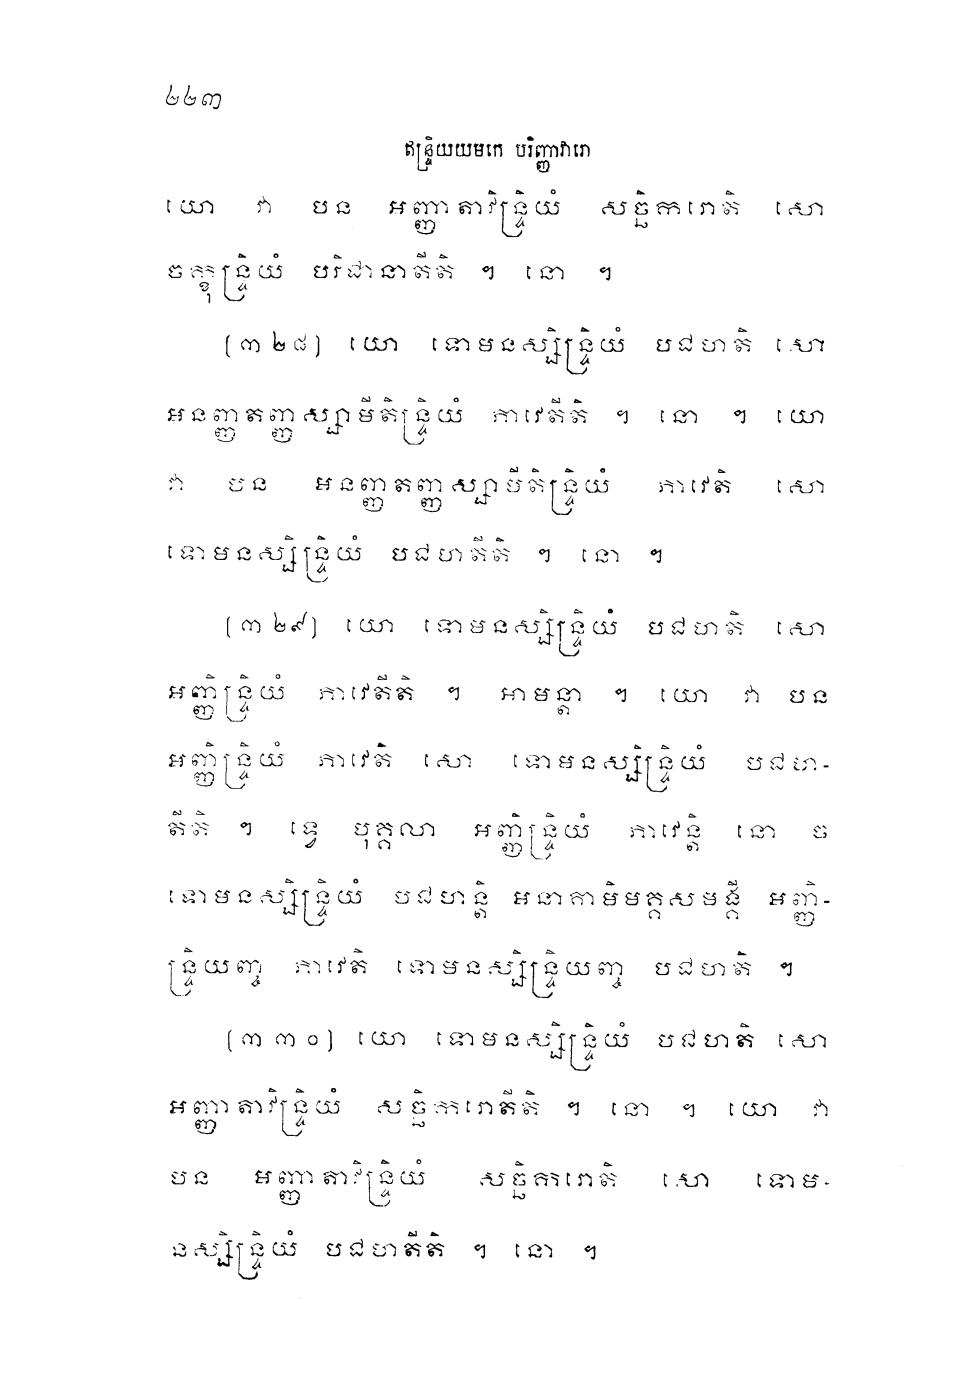 ២២៣
ឥន្ទ្រិយយមកេ បរិញ្ញាវារោ
យោ វា បន អញ្ញាតាវិន្ទ្រិយំ សច្ឆិករោតិ សោ
ចក្ខុន្ទ្រិយំ បរិជានាតីតិ ។ នោ ។
(៣២៨) យោ ទោមនស្សិន្ទ្រិយំ បជហតិ សោ
អនញ្ញតញ្ញស្សាមីតិន្ទ្រិយំ ភាវេតីតិ ។ នោ ។ យោ
វា បន អនញ្ញតញ្ញស្សាមីតិន្ទ្រិយំ ភាវេតិ សោ
ទោមនស្សិន្ទ្រិយំ បជហតីតិ ។ នោ ។
(៣២៩) យោ ទោមនស្សិន្ទ្រិយំ បជហតិ សោ
អញ្ញិន្ទ្រិយំ ភាវេតីតិ ។ អាមន្តា ។ យោ វា បន
អញ្ញិន្ទ្រិយំ ភាវេតិ សោ ទោមនស្សិន្ទ្រិយំ បជហ-
តីតិ ។ ទ្វេ បុគ្គលា អញ្ញិន្ទ្រិយំ ភាវេន្តិ នោ ច
ទោមនស្សិន្ទ្រិយំ បជហន្តិ អនាគាមិមគ្គសមង្គី អញ្ញិ-
ន្ទ្រិយញ្ច ភាវេតិ ទោមនស្សិន្ទ្រិយញ្ច បជហតិ ។
(៣៣០) យោ ទោមនស្សិន្ទ្រិយំ បជហតិ សោ
អញ្ញាតាវិន្ទ្រិយំ សច្ឆិករោតីតិ ។ នោ ។ យោ វា
បន អញ្ញាតាវិន្ទ្រិយំ សច្ឆិករោតិ សោ ទោម-
នស្សិន្ទ្រិយំ បជហតីតិ ។ នោ ។